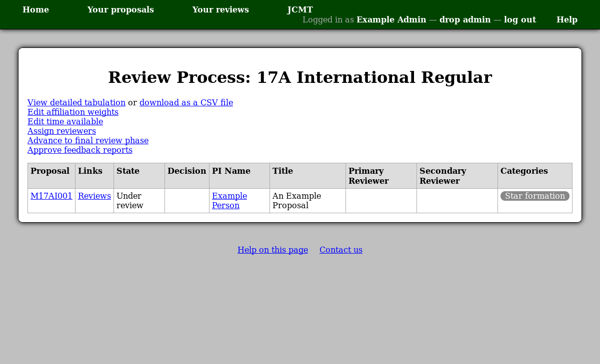 Home Your proposals Your reviews JCMT
Logged in as Example Admin — drop admin — log out Help
Review Process: 17A International Regular
View detailed tabulation or download as a CSV file
Edit affiliation weights
Edit time available
Assign reviewers
Advance to final review phase
Approve feedback reports
Proposal Links State Decision PI Name Title Primary Reviewer Secondary Reviewer Categories
M17AI001 Reviews Under review Example Person An Example Proposal Star formation
Help on this page Contact us